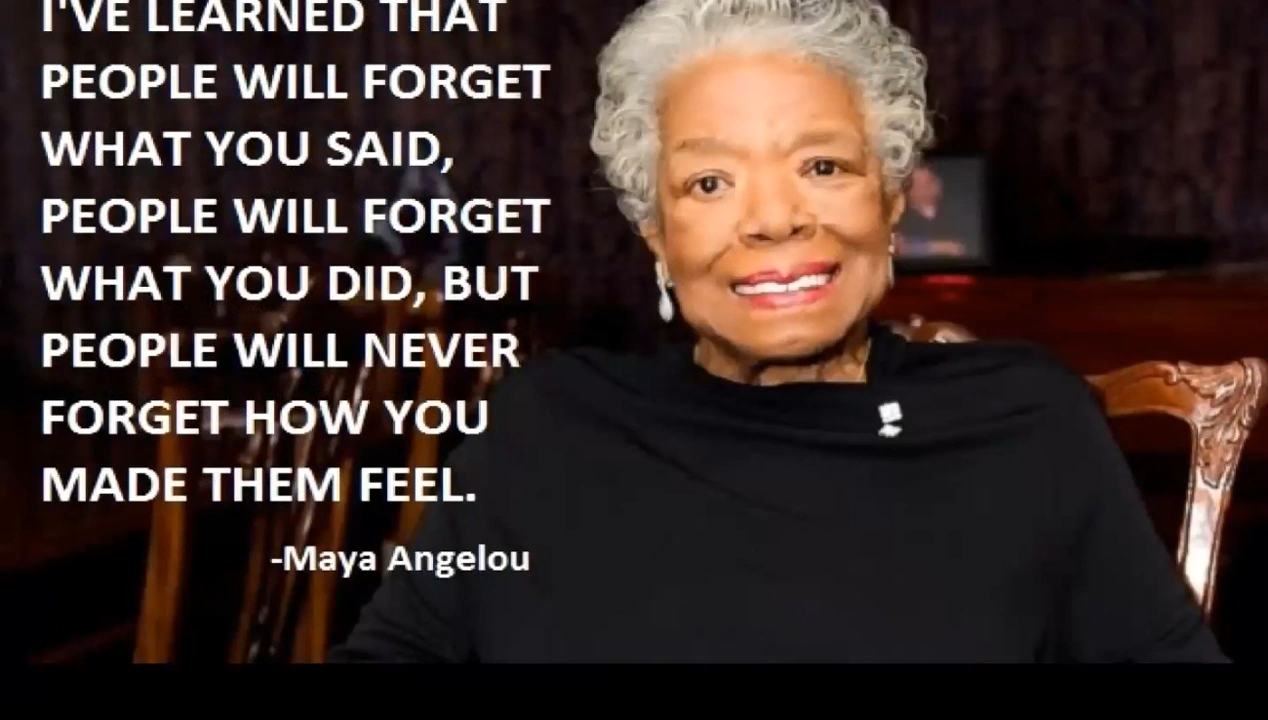 I'VE LEARNED THAT
PEOPLE WILL FORGET
WHAT YOU SAID,
PEOPLE WILL FORGET
WHAT YOU DID, BUT
PEOPLE WILL NEVER
FORGET HOW YOU
MADE THEM FEEL.
-Maya Angelou